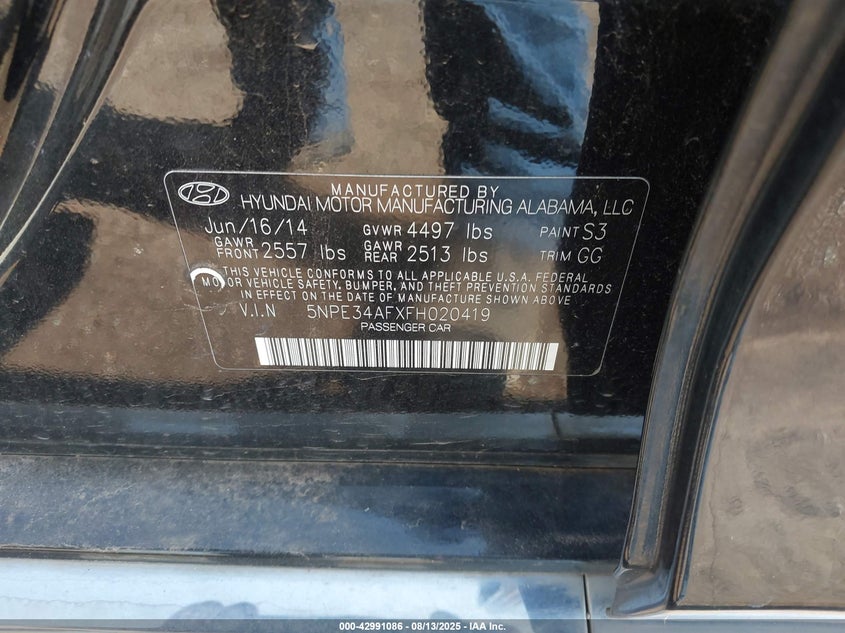 MANUFACTURED BY
HYUNDAI MOTOR MANUFACTURING ALABAMA, LLC
Jun/16/14 GVWR 4497 lbs PAINT S3
GAWR FRONT 2557 lbs GAWR REAR 2513 lbs TRIM GG
THIS VEHICLE CONFORMS TO ALL APPLICABLE U.S.A. FEDERAL
MOTOR VEHICLE SAFETY, BUMPER, AND THEFT PREVENTION STANDARDS
IN EFFECT ON THE DATE OF MANUFACTURE SHOWN ABOVE
V.I.N 5NPE34AFXFH020419
PASSENGER CAR
000-42991086 - 08/13/2025 - IAA Inc.